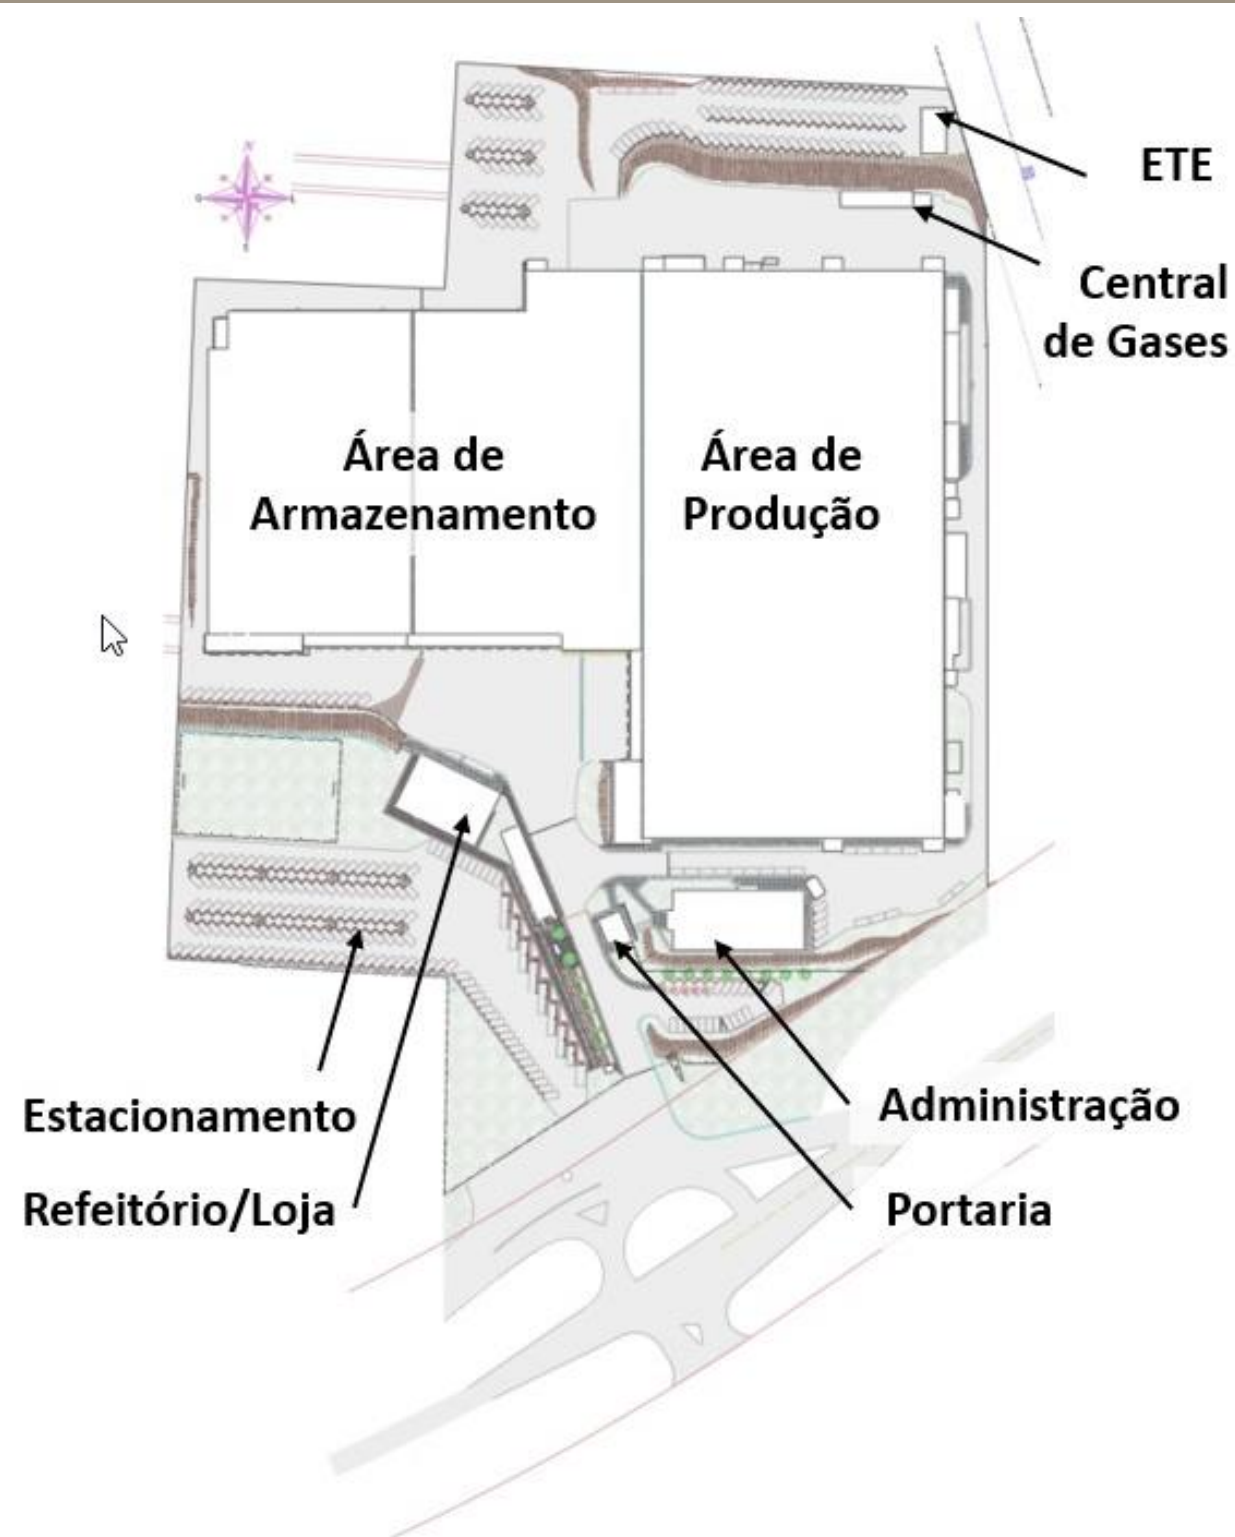 N
ETE
Central
de Gases
Área de
Armazenamento
Área de
Produção
Estacionamento
Refeitório/Loja
Administração
Portaria